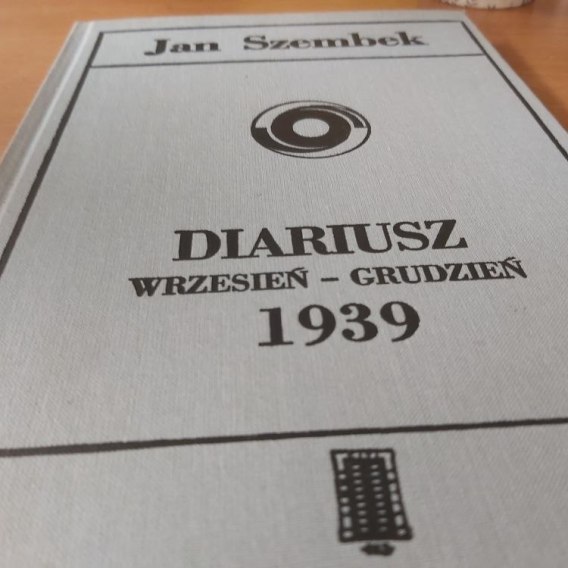 Jan Szembek
DIARIUSZ
WRZESIEŃ – GRUDZIEŃ
1939